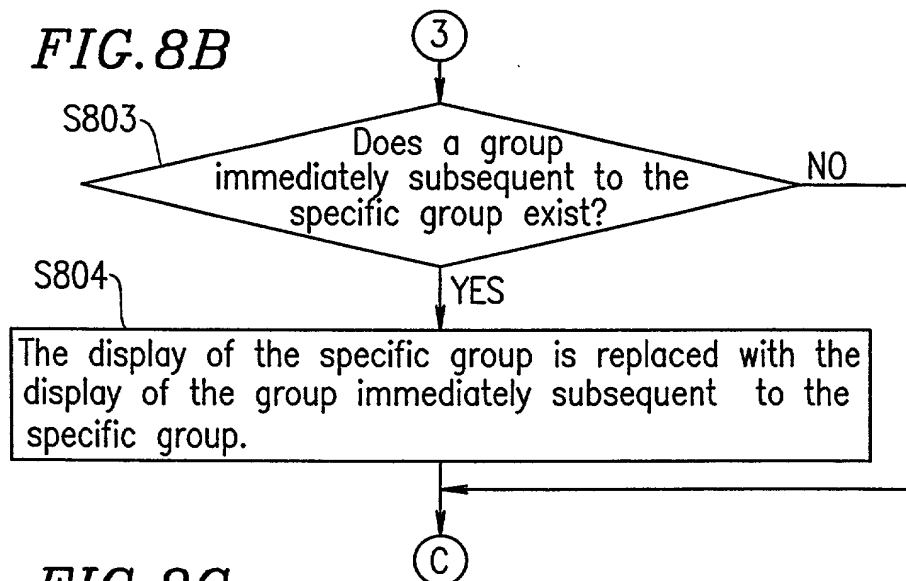 FIG. 8B
3
S803
Does a group
immediately subsequent to the
specific group exist?
NO
YES
S804
The display of the specific group is replaced with the
display of the group immediately subsequent to the
specific group.
C